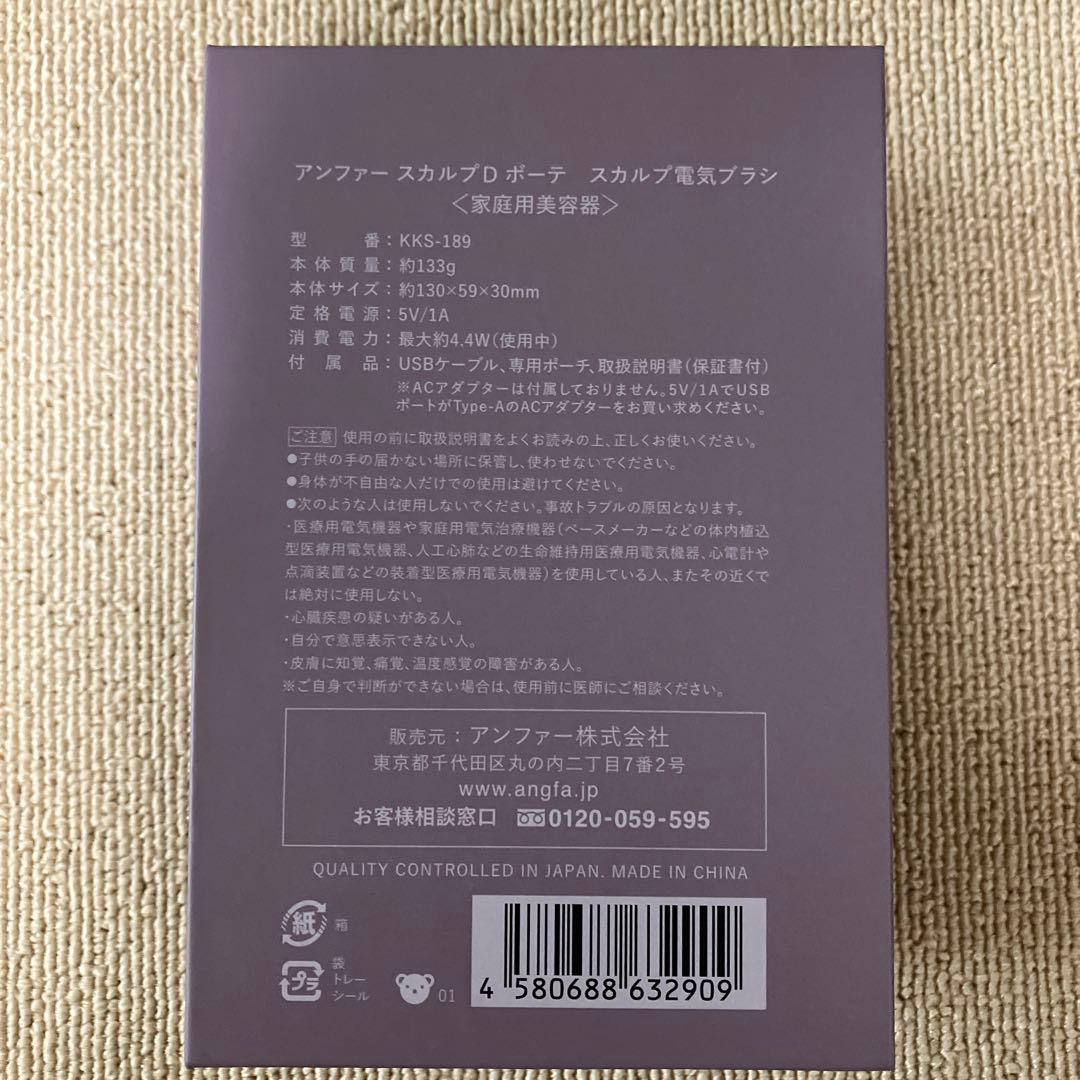 アンファー スカルプD ボーテ　スカルプ電気ブラシ
＜家庭用美容器＞
型番：KKS-189
本体質量：約133g
本体サイズ：約130×59×30mm
定格電源：5V/1A
消費電力：最大約4.4W（使用中）
付属品：USBケーブル、専用ポーチ、取扱説明書（保証書付）
※ACアダプターは付属しておりません。5V/1AでUSB
ポートがType-AのACアダプターをお買い求めください。
ご注意 使用の前に取扱説明書をよくお読みの上、正しくお使いください。
●子供の手の届かない場所に保管し、使わせないでください。
●身体が不自由な人だけでの使用は避けてください。
●次のような人は使用しないでください。事故トラブルの原因となります。
・医療用電気機器や家庭用電気治療機器（ペースメーカーなどの体内植込
型医療用電気機器、人工心肺などの生命維持用医療用電気機器、心電計や
点滴装置などの装着型医療用電気機器）を使用している人、またその近くで
は絶対に使用しない。
・心臓疾患の疑いがある人。
・自分で意思表示できない人。
・皮膚に知覚、痛覚、温度感覚の障害がある人。
※ご自身で判断ができない場合は、使用前に医師にご相談ください。
販売元：アンファー株式会社
東京都千代田区丸の内二丁目7番2号
www.angfa.jp
お客様相談窓口 0120-059-595
QUALITY CONTROLLED IN JAPAN. MADE IN CHINA
紙 箱
プラ 袋
トレー
シール
01
4 580688 632909